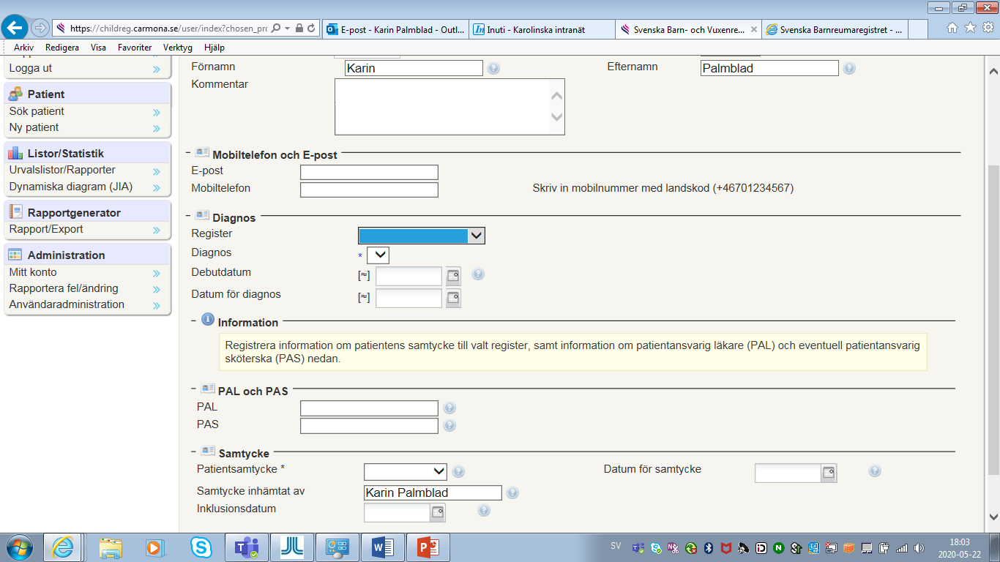 https://childreg.carmona.se/user/index?chosen_pro
E-post - Karin Palmblad - Outl...
Inuti - Karolinska intranät
Svenska Barn- och Vuxenre...
Svenska Barnreumaregistret - ...
Arkiv Redigera Visa Favoriter Verktyg Hjälp
Logga ut
Patient
Sök patient
Ny patient
Listor/Statistik
Urvalslistor/Rapporter
Dynamiska diagram (JIA)
Rapportgenerator
Rapport/Export
Administration
Mitt konto
Rapportera fel/ändring
Användaradministration
Förnamn Karin Efternamn Palmblad
Kommentar
Mobiltelefon och E-post
E-post
Mobiltelefon Skriv in mobilnummer med landskod (+46701234567)
Diagnos
Register
Diagnos *
Debutdatum [≈]
Datum för diagnos [≈]
Information
Registrera information om patientens samtycke till valt register, samt information om patientansvarig läkare (PAL) och eventuell patientansvarig
sköterska (PAS) nedan.
PAL och PAS
PAL
PAS
Samtycke
Patientsamtycke * Datum för samtycke
Samtycke inhämtat av Karin Palmblad
Inklusionsdatum
SV
18:03
2020-05-22